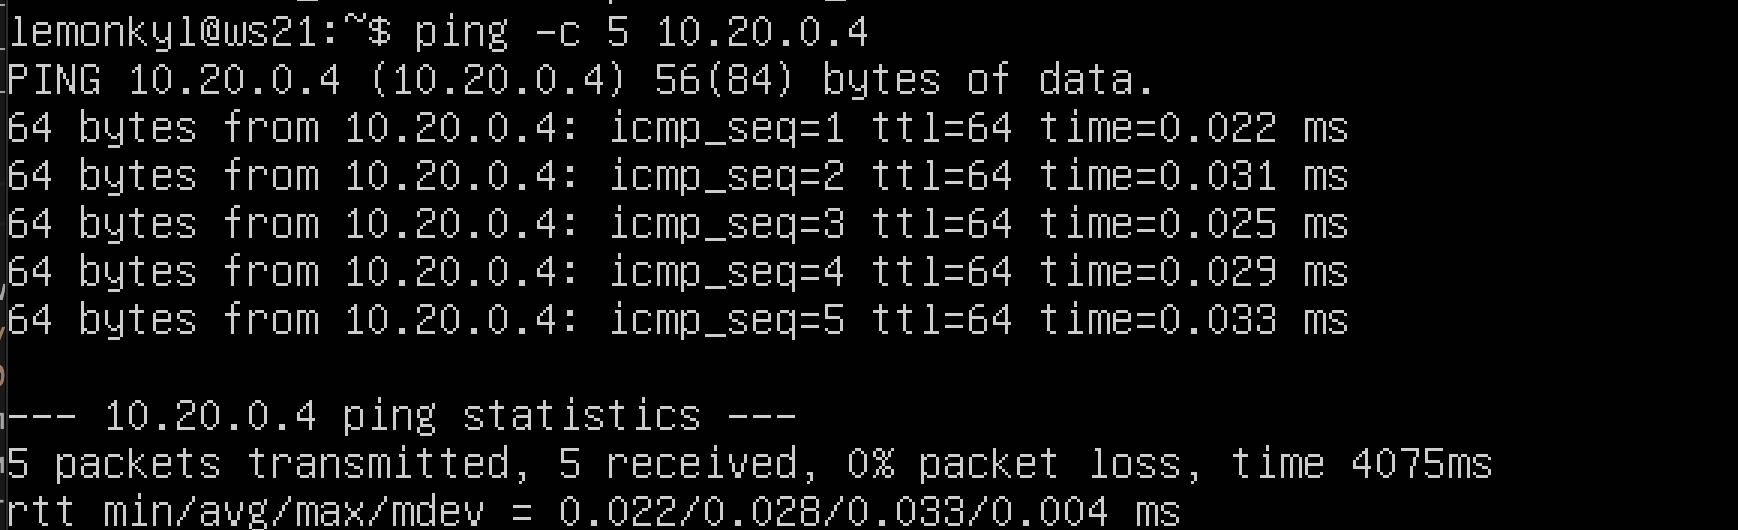 lemonkyl@ws21:~$ ping -c 5 10.20.0.4
PING 10.20.0.4 (10.20.0.4) 56(84) bytes of data.
64 bytes from 10.20.0.4: icmp_seq=1 ttl=64 time=0.022 ms
64 bytes from 10.20.0.4: icmp_seq=2 ttl=64 time=0.031 ms
64 bytes from 10.20.0.4: icmp_seq=3 ttl=64 time=0.025 ms
64 bytes from 10.20.0.4: icmp_seq=4 ttl=64 time=0.029 ms
64 bytes from 10.20.0.4: icmp_seq=5 ttl=64 time=0.033 ms
--- 10.20.0.4 ping statistics ---
5 packets transmitted, 5 received, 0% packet loss, time 4075ms
rtt min/avg/max/mdev = 0.022/0.028/0.033/0.004 ms